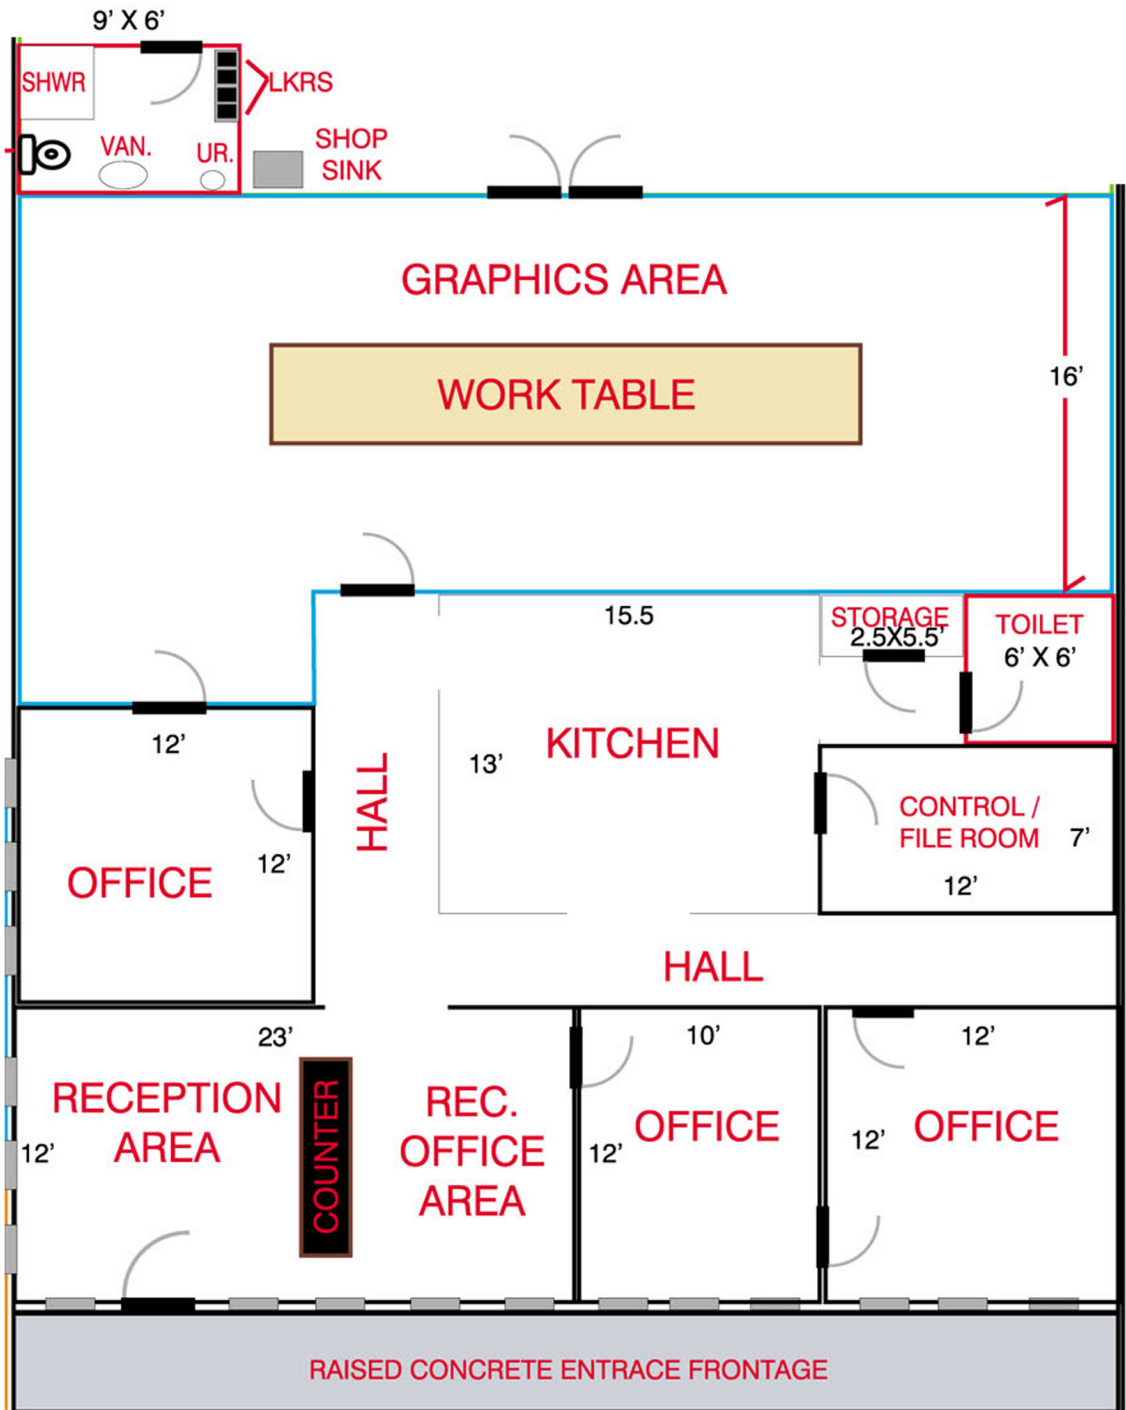 9’ X 6’
SHWR
LKRS
VAN.
UR.
SHOP
SINK
GRAPHICS AREA
WORK TABLE
16’
15.5
STORAGE
2.5X5.5’
TOILET
6’ X 6’
12’
KITCHEN
13’
HALL
CONTROL /
FILE ROOM
7’
12’
12’
OFFICE
HALL
23’
10’
12’
RECEPTION
AREA
12’
COUNTER
REC.
OFFICE
AREA
OFFICE
12’
OFFICE
12’
RAISED CONCRETE ENTRACE FRONTAGE